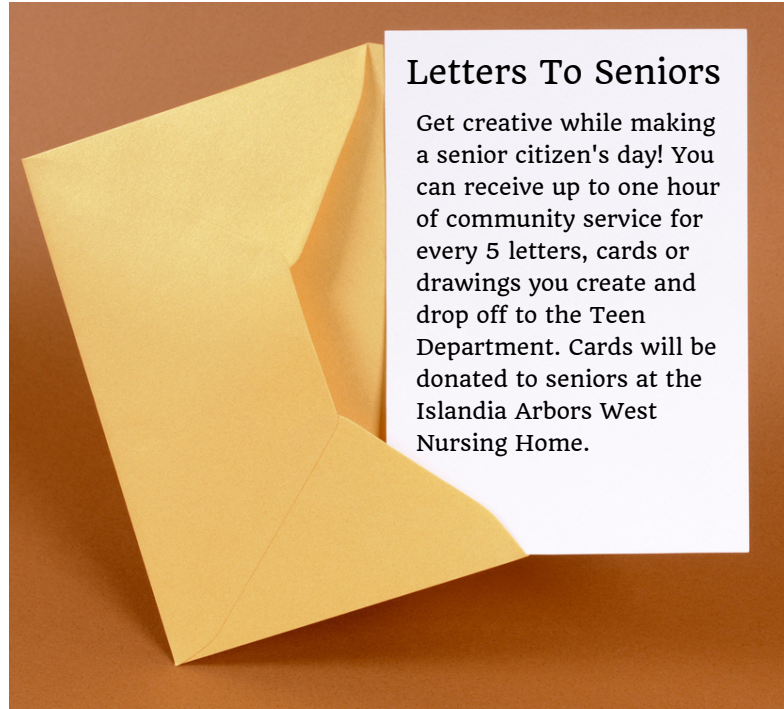 Letters To Seniors
Get creative while making
a senior citizen's day! You
can receive up to one hour
of community service for
every 5 letters, cards or
drawings you create and
drop off to the Teen
Department. Cards will be
donated to seniors at the
Islandia Arbors West
Nursing Home.